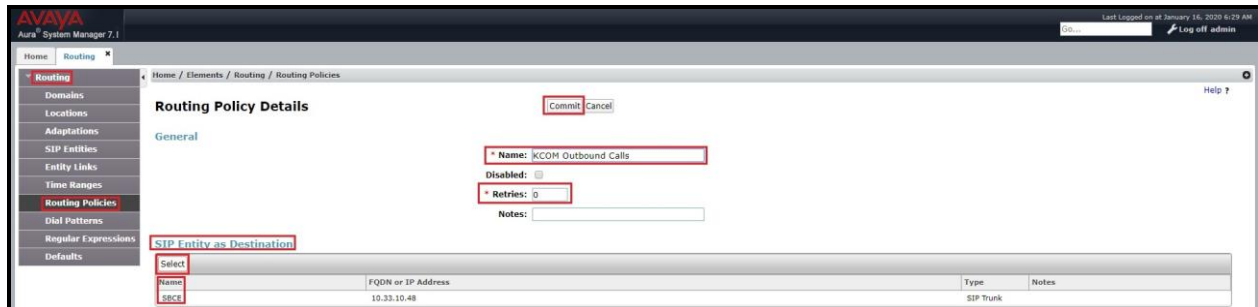 AVAYA
Last Logged on at January 16, 2020 6:29 AM
Aura® System Manager 7.1
Go...
Log off admin
Home Routing ×
Routing
Domains
Locations
Adaptations
SIP Entities
Entity Links
Time Ranges
Routing Policies
Dial Patterns
Regular Expressions
Defaults
Home / Elements / Routing / Routing Policies
Help ?
Routing Policy Details
Commit Cancel
General
* Name: KCOM Outbound Calls
Disabled:
* Retries: 0
Notes:
SIP Entity as Destination
Select
Name FQDN or IP Address Type Notes
SBCE 10.33.10.48 SIP Trunk